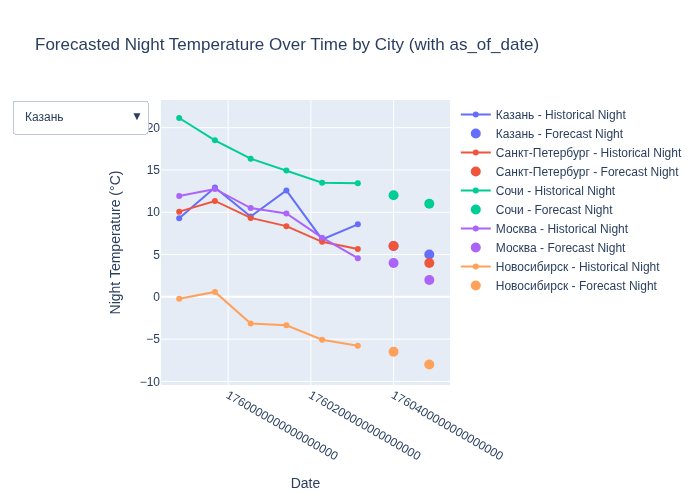 Forecasted Night Temperature Over Time by City (with as_of_date)
Казань ▼
20
15
10
5
0
−5
−10
Night Temperature (°C)
1760000000000000000
1760200000000000000
1760400000000000000
Date
Казань - Historical Night
Казань - Forecast Night
Санкт-Петербург - Historical Night
Санкт-Петербург - Forecast Night
Сочи - Historical Night
Сочи - Forecast Night
Москва - Historical Night
Москва - Forecast Night
Новосибирск - Historical Night
Новосибирск - Forecast Night